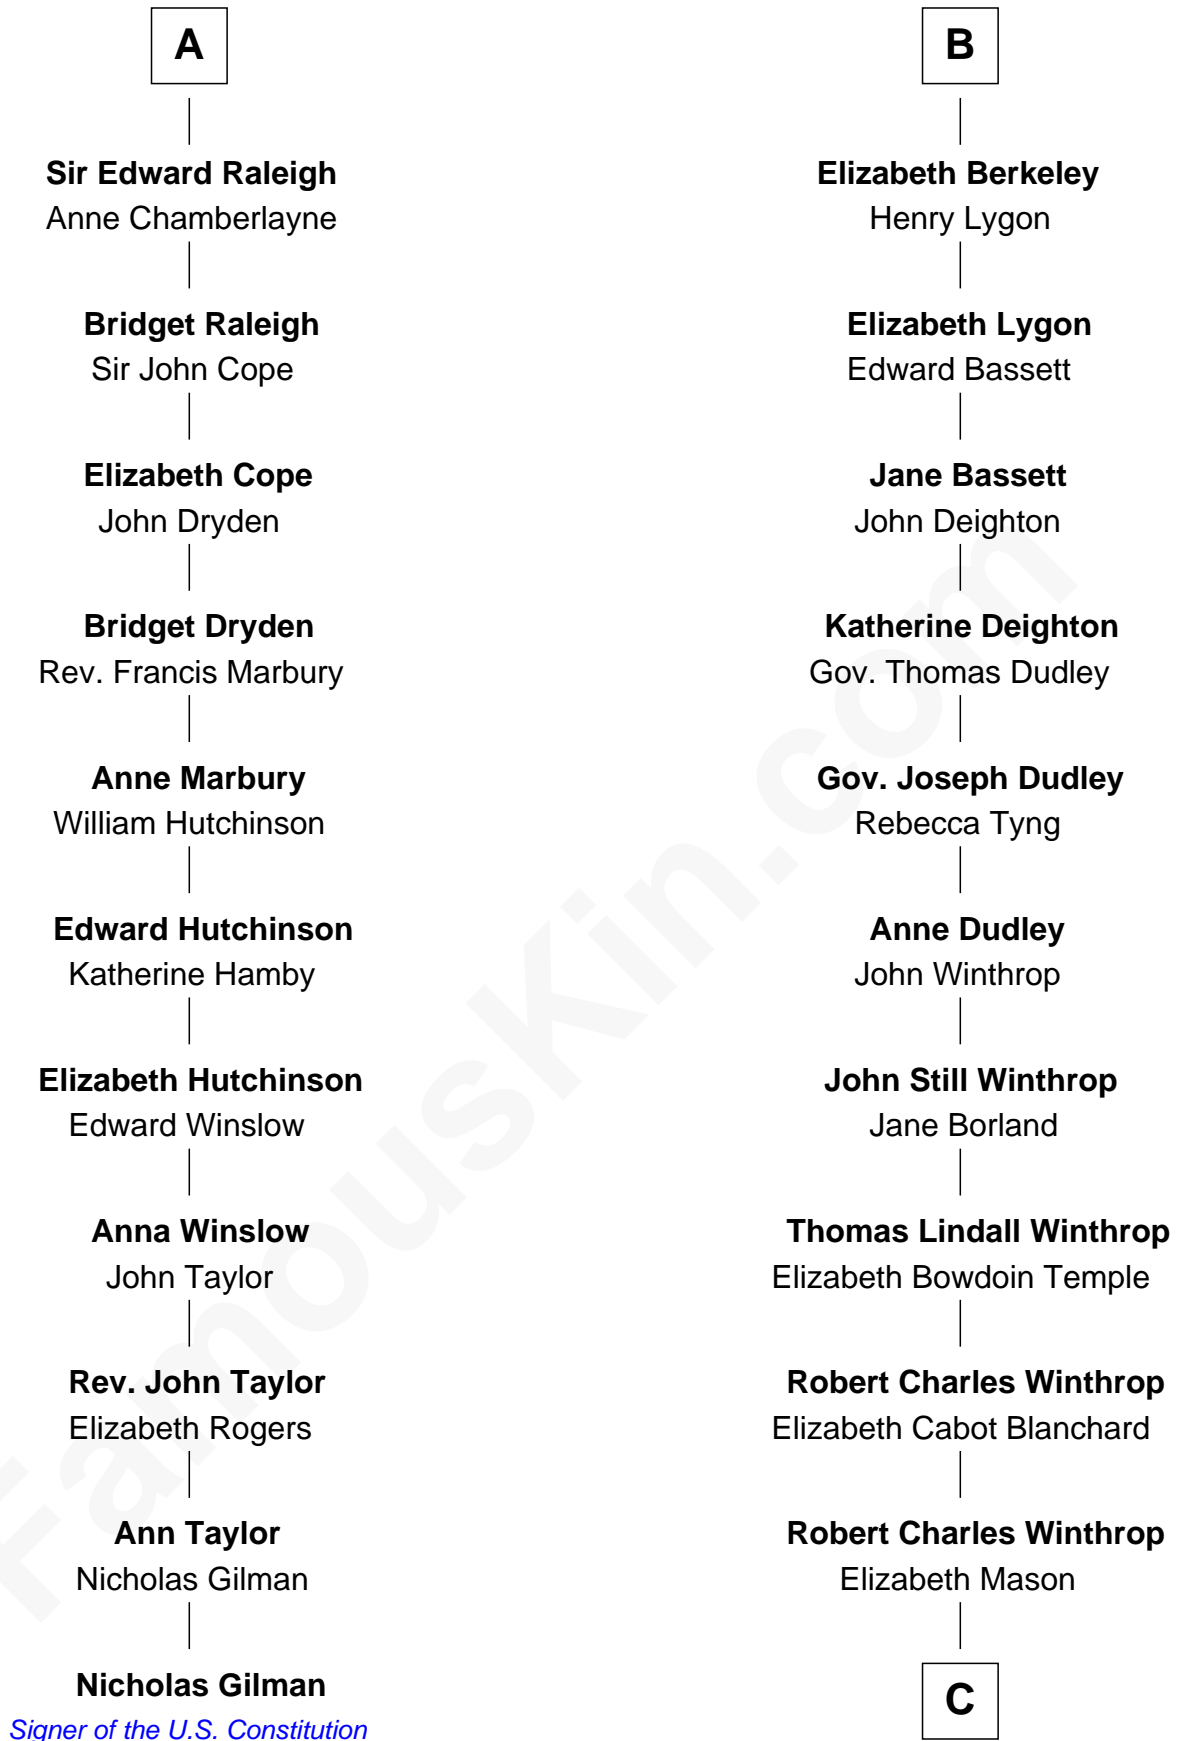 A
Sir Edward Raleigh
Anne Chamberlayne
Bridget Raleigh
Sir John Cope
Elizabeth Cope
John Dryden
Bridget Dryden
Rev. Francis Marbury
Anne Marbury
William Hutchinson
Edward Hutchinson
Katherine Hamby
Elizabeth Hutchinson
Edward Winslow
Anna Winslow
John Taylor
Rev. John Taylor
Elizabeth Rogers
Ann Taylor
Nicholas Gilman
Nicholas Gilman
Signer of the U.S. Constitution
B
Elizabeth Berkeley
Henry Lygon
Elizabeth Lygon
Edward Bassett
Jane Bassett
John Deighton
Katherine Deighton
Gov. Thomas Dudley
Gov. Joseph Dudley
Rebecca Tyng
Anne Dudley
John Winthrop
John Still Winthrop
Jane Borland
Thomas Lindall Winthrop
Elizabeth Bowdoin Temple
Robert Charles Winthrop
Elizabeth Cabot Blanchard
Robert Charles Winthrop
Elizabeth Mason
C
FamousKin.com